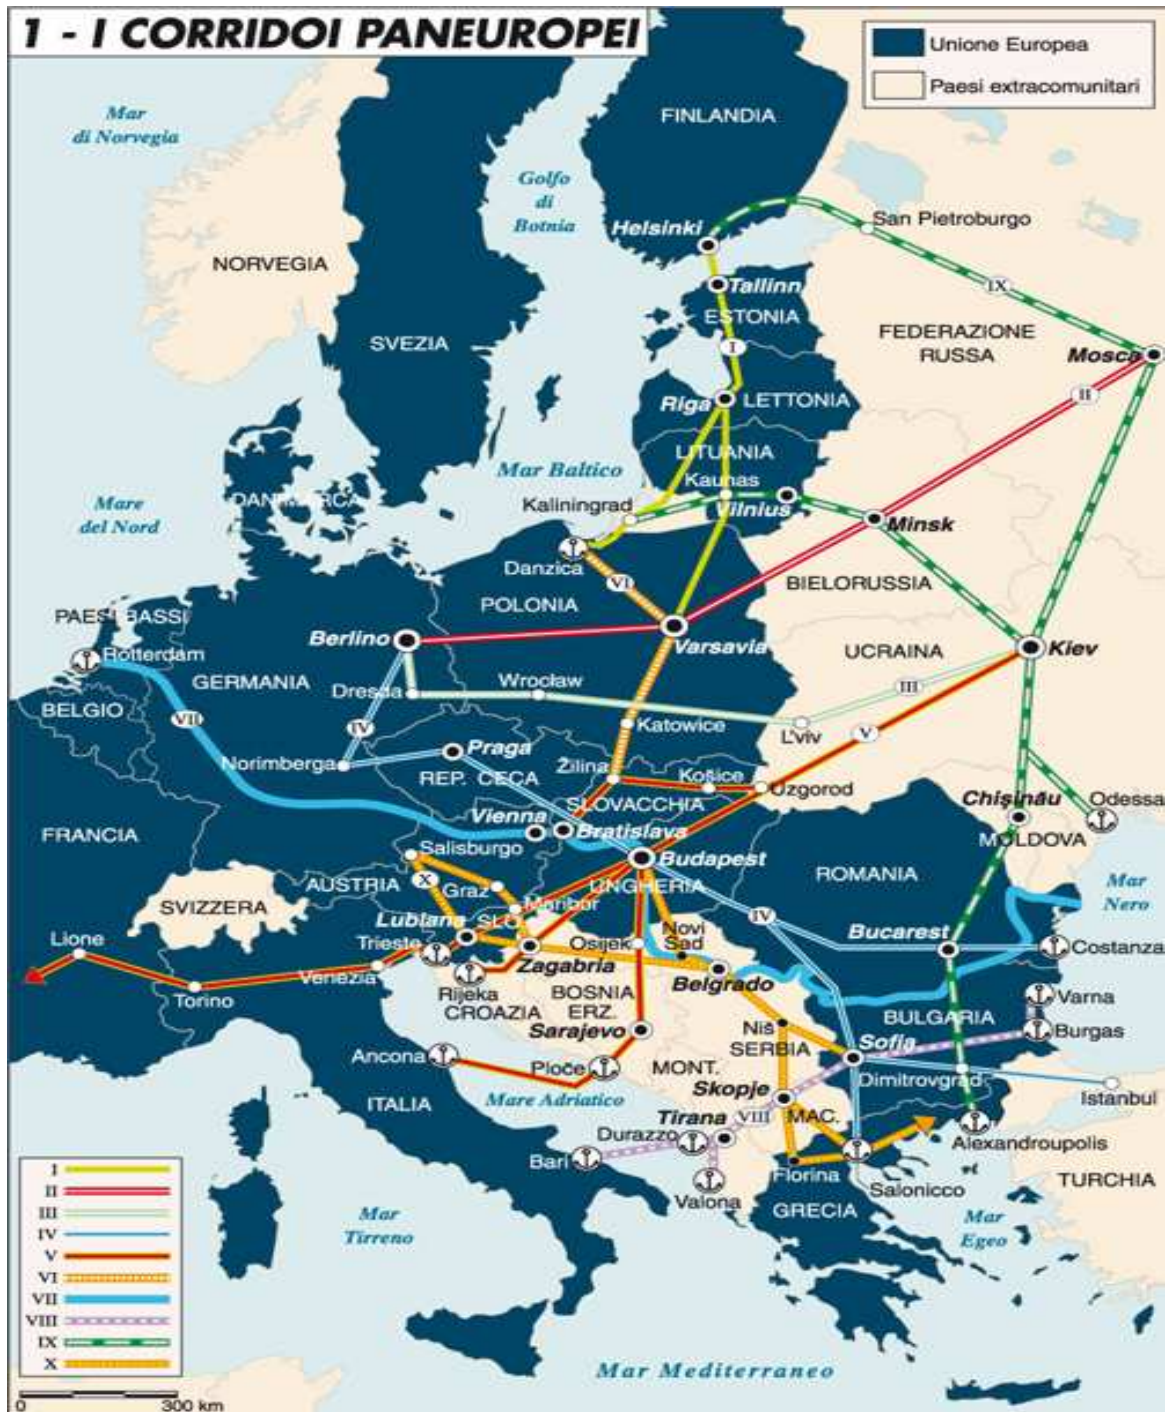 1 - I CORRIDOI PANEUROPEI
Unione Europea
Paesi extracomunitari
Mar
di Norvegia
FINLANDIA
Golfo
di
Botnia
Helsinki
San Pietroburgo
NORVEGIA
Tallinn
IX
ESTONIA
SVEZIA
I
FEDERAZIONE
RUSSA
Mosca
II
Riga
LETTONIA
LITUANIA
Mar Baltico
Kaunas
Mare
del Nord
DANIMARCA
Kaliningrad
Vilnius
Minsk
Danzica
VI
BIELORUSSIA
POLONIA
PAESI BASSI
Berlino
Varsavia
Rotterdam
UCRAINA
Kiev
GERMANIA
Dresda
Wrocław
III
BELGIO
VII
IV
Katowice
L'viv
V
Norimberga
Praga
REP. CECA
Žilina
Košice
Uzgorod
SLOVACCHIA
Chișinău
Odessa
FRANCIA
Vienna
Bratislava
MOLDOVA
Salisburgo
Budapest
X
AUSTRIA
Graz
UNGHERIA
ROMANIA
Mar
Nero
SVIZZERA
Maribor
Lubiana
SLO.
IV
Lione
Trieste
Osijek
Novi
Sad
Bucarest
Costanza
Venezia
Zagabria
Belgrado
Torino
Rijeka
CROAZIA
BOSNIA
ERZ.
Varna
BULGARIA
Burgas
Sarajevo
Niš
SERBIA
Sofia
Ancona
Ploče
MONT.
Dimitrovgrad
Istanbul
Skopje
ITALIA
Mare Adriatico
Tirana
VIII
MAC.
Durazzo
Alexandroupolis
Bari
Florina
Valona
Salonicco
TURCHIA
GRECIA
Mar
Tirreno
Mar
Egeo
I
II
III
IV
V
VI
VII
VIII
IX
X
Mar Mediterraneo
0
300 km